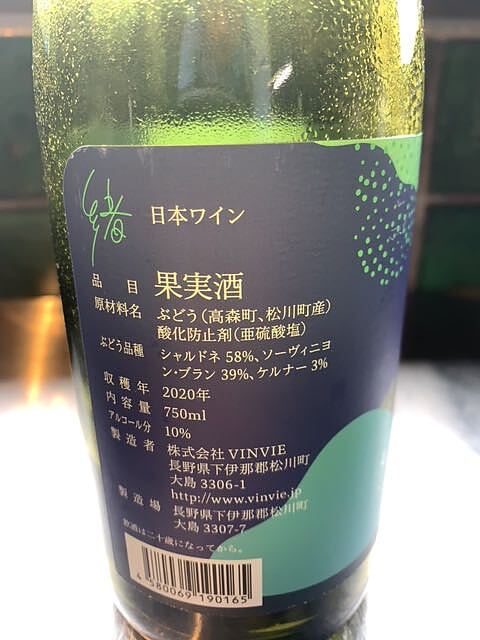 緒 日本ワイン
品目 果実酒
原材料名 ぶどう(高森町、松川町産)
酸化防止剤(亜硫酸塩)
ぶどう品種 シャルドネ 58%、ソーヴィニヨ
ン・ブラン 39%、ケルナー 3%
収穫年 2020年
内容量 750ml
アルコール分 10%
製造者 株式会社 VINVIE
長野県下伊那郡松川町
大島 3306-1
http://www.vinvie.jp
製造場 長野県下伊那郡松川町
大島 3307-7
飲酒は二十歳になってから。
4 580069 190165